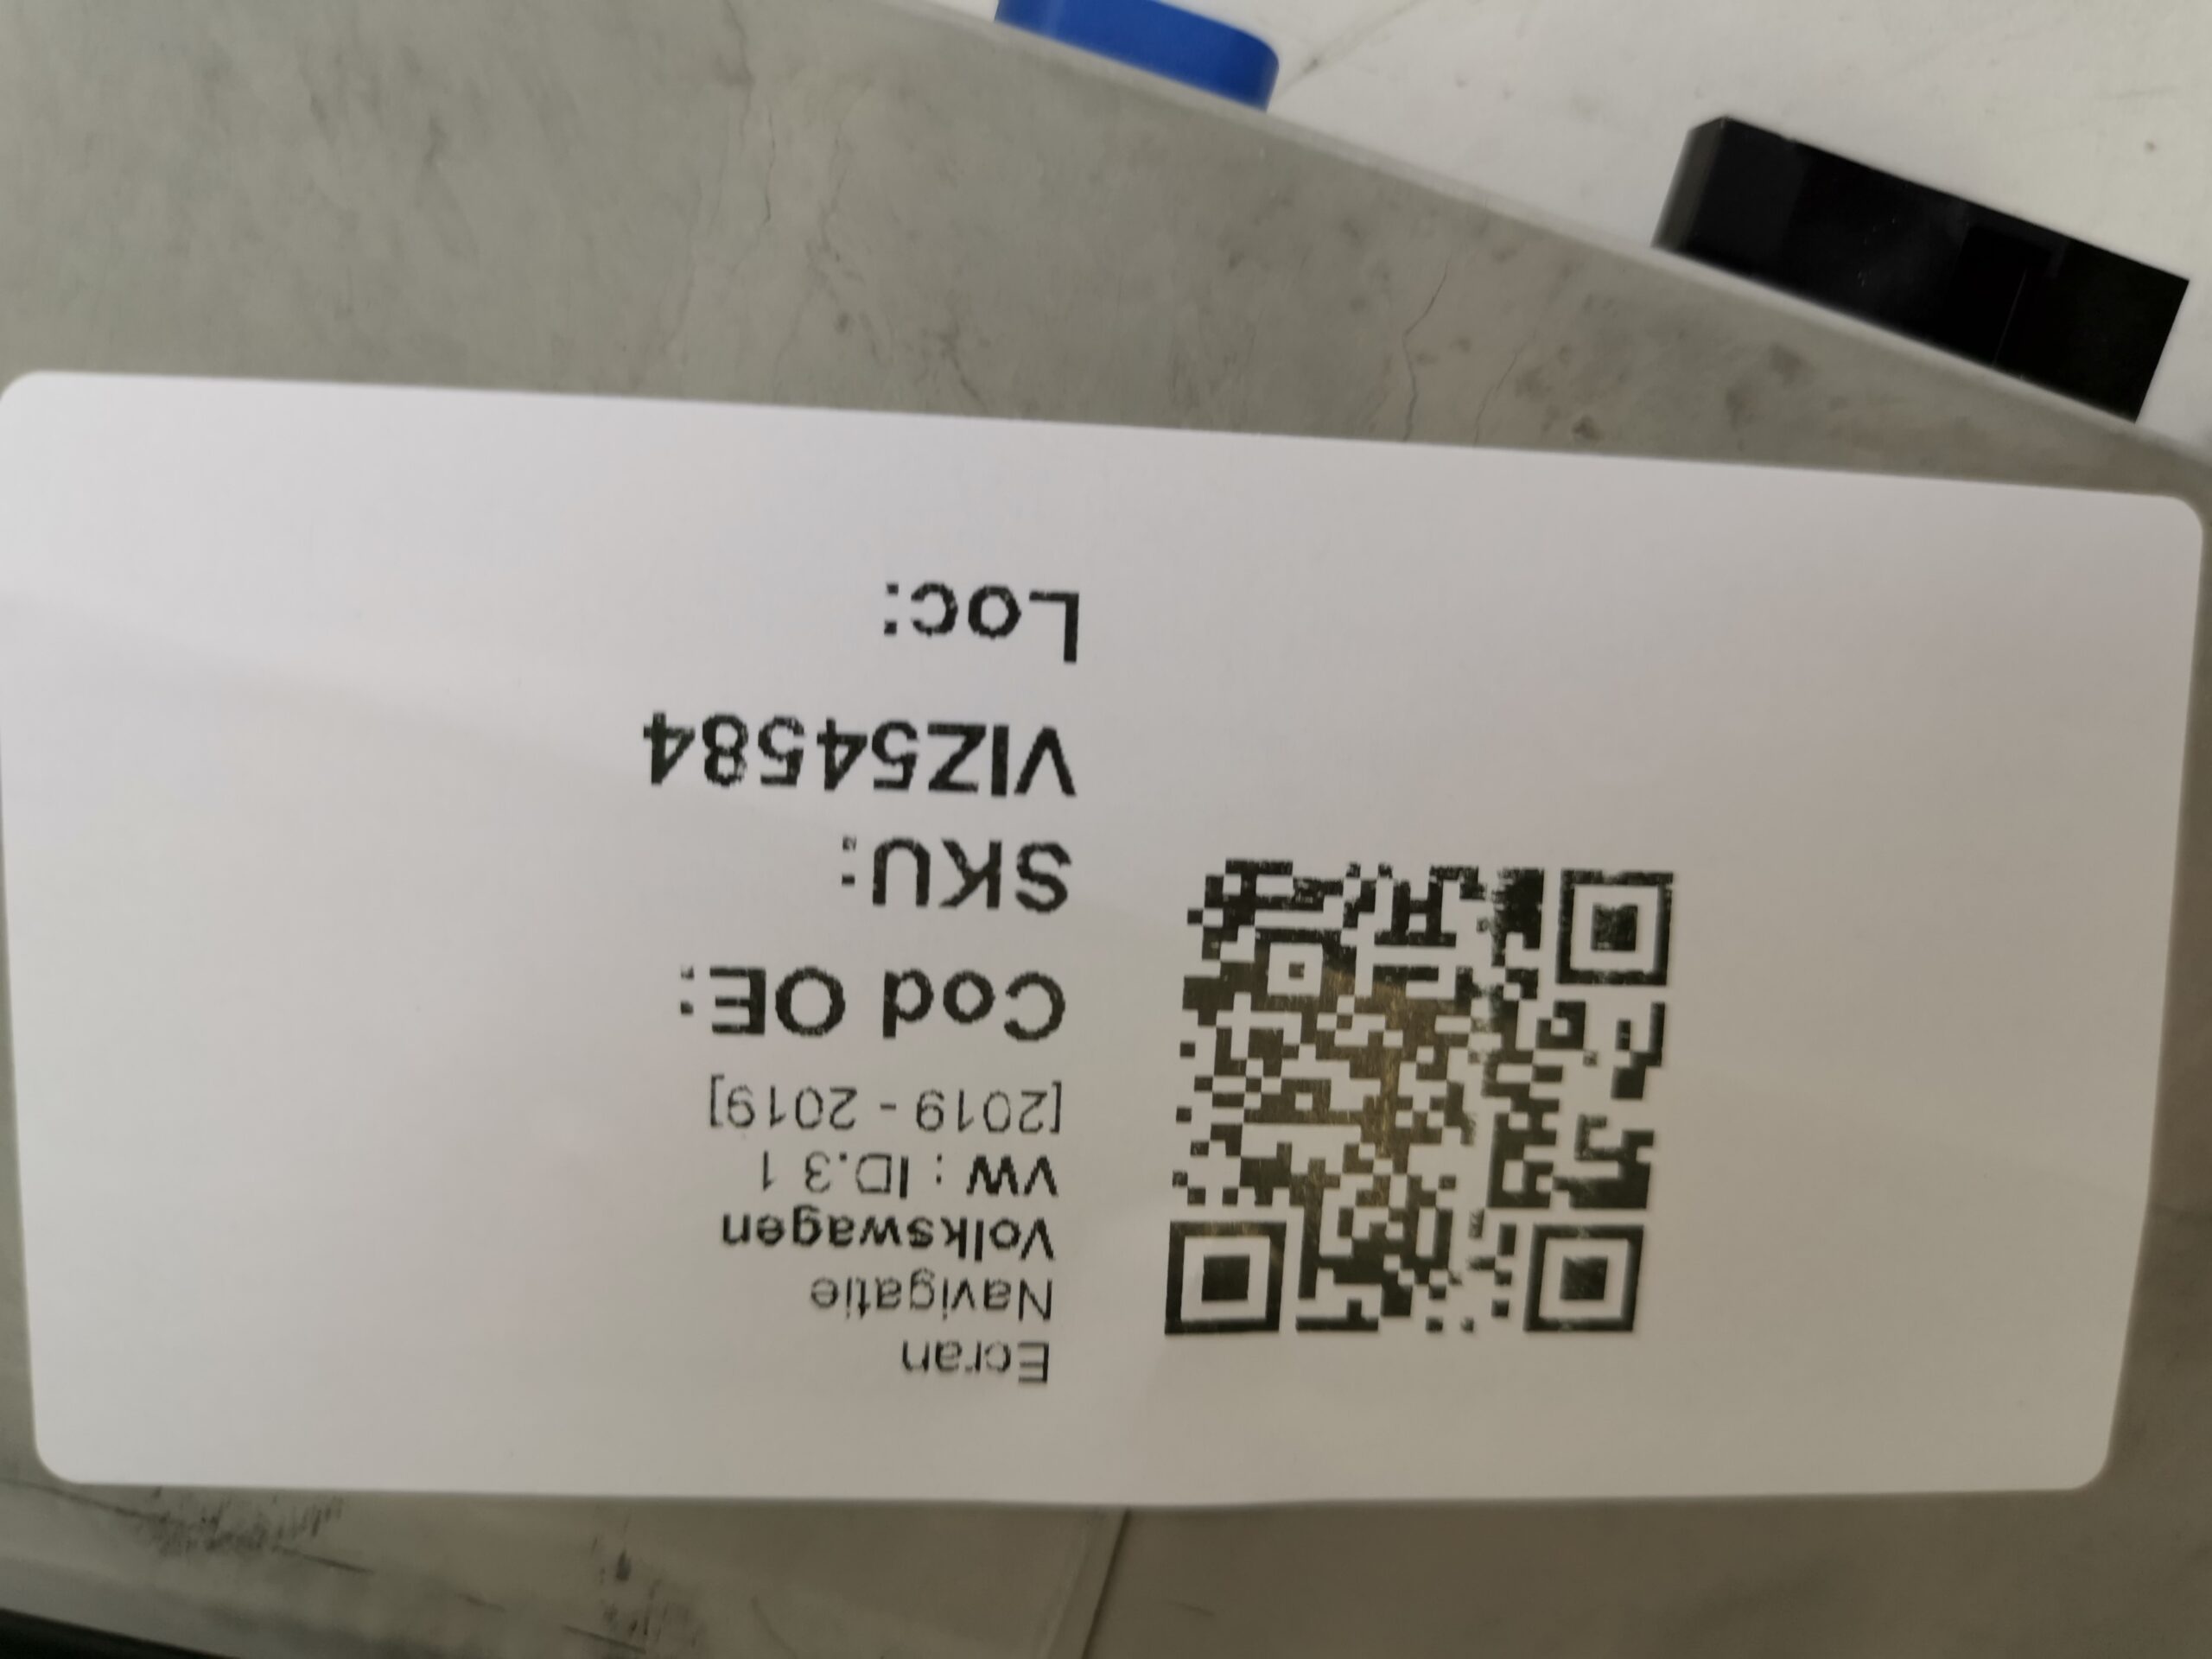 Ecran
Navigatie
Volkswagen
VW : ID.3 1
[2019 - 2019]
Cod OE:
SKU:
VIZ54584
Loc: